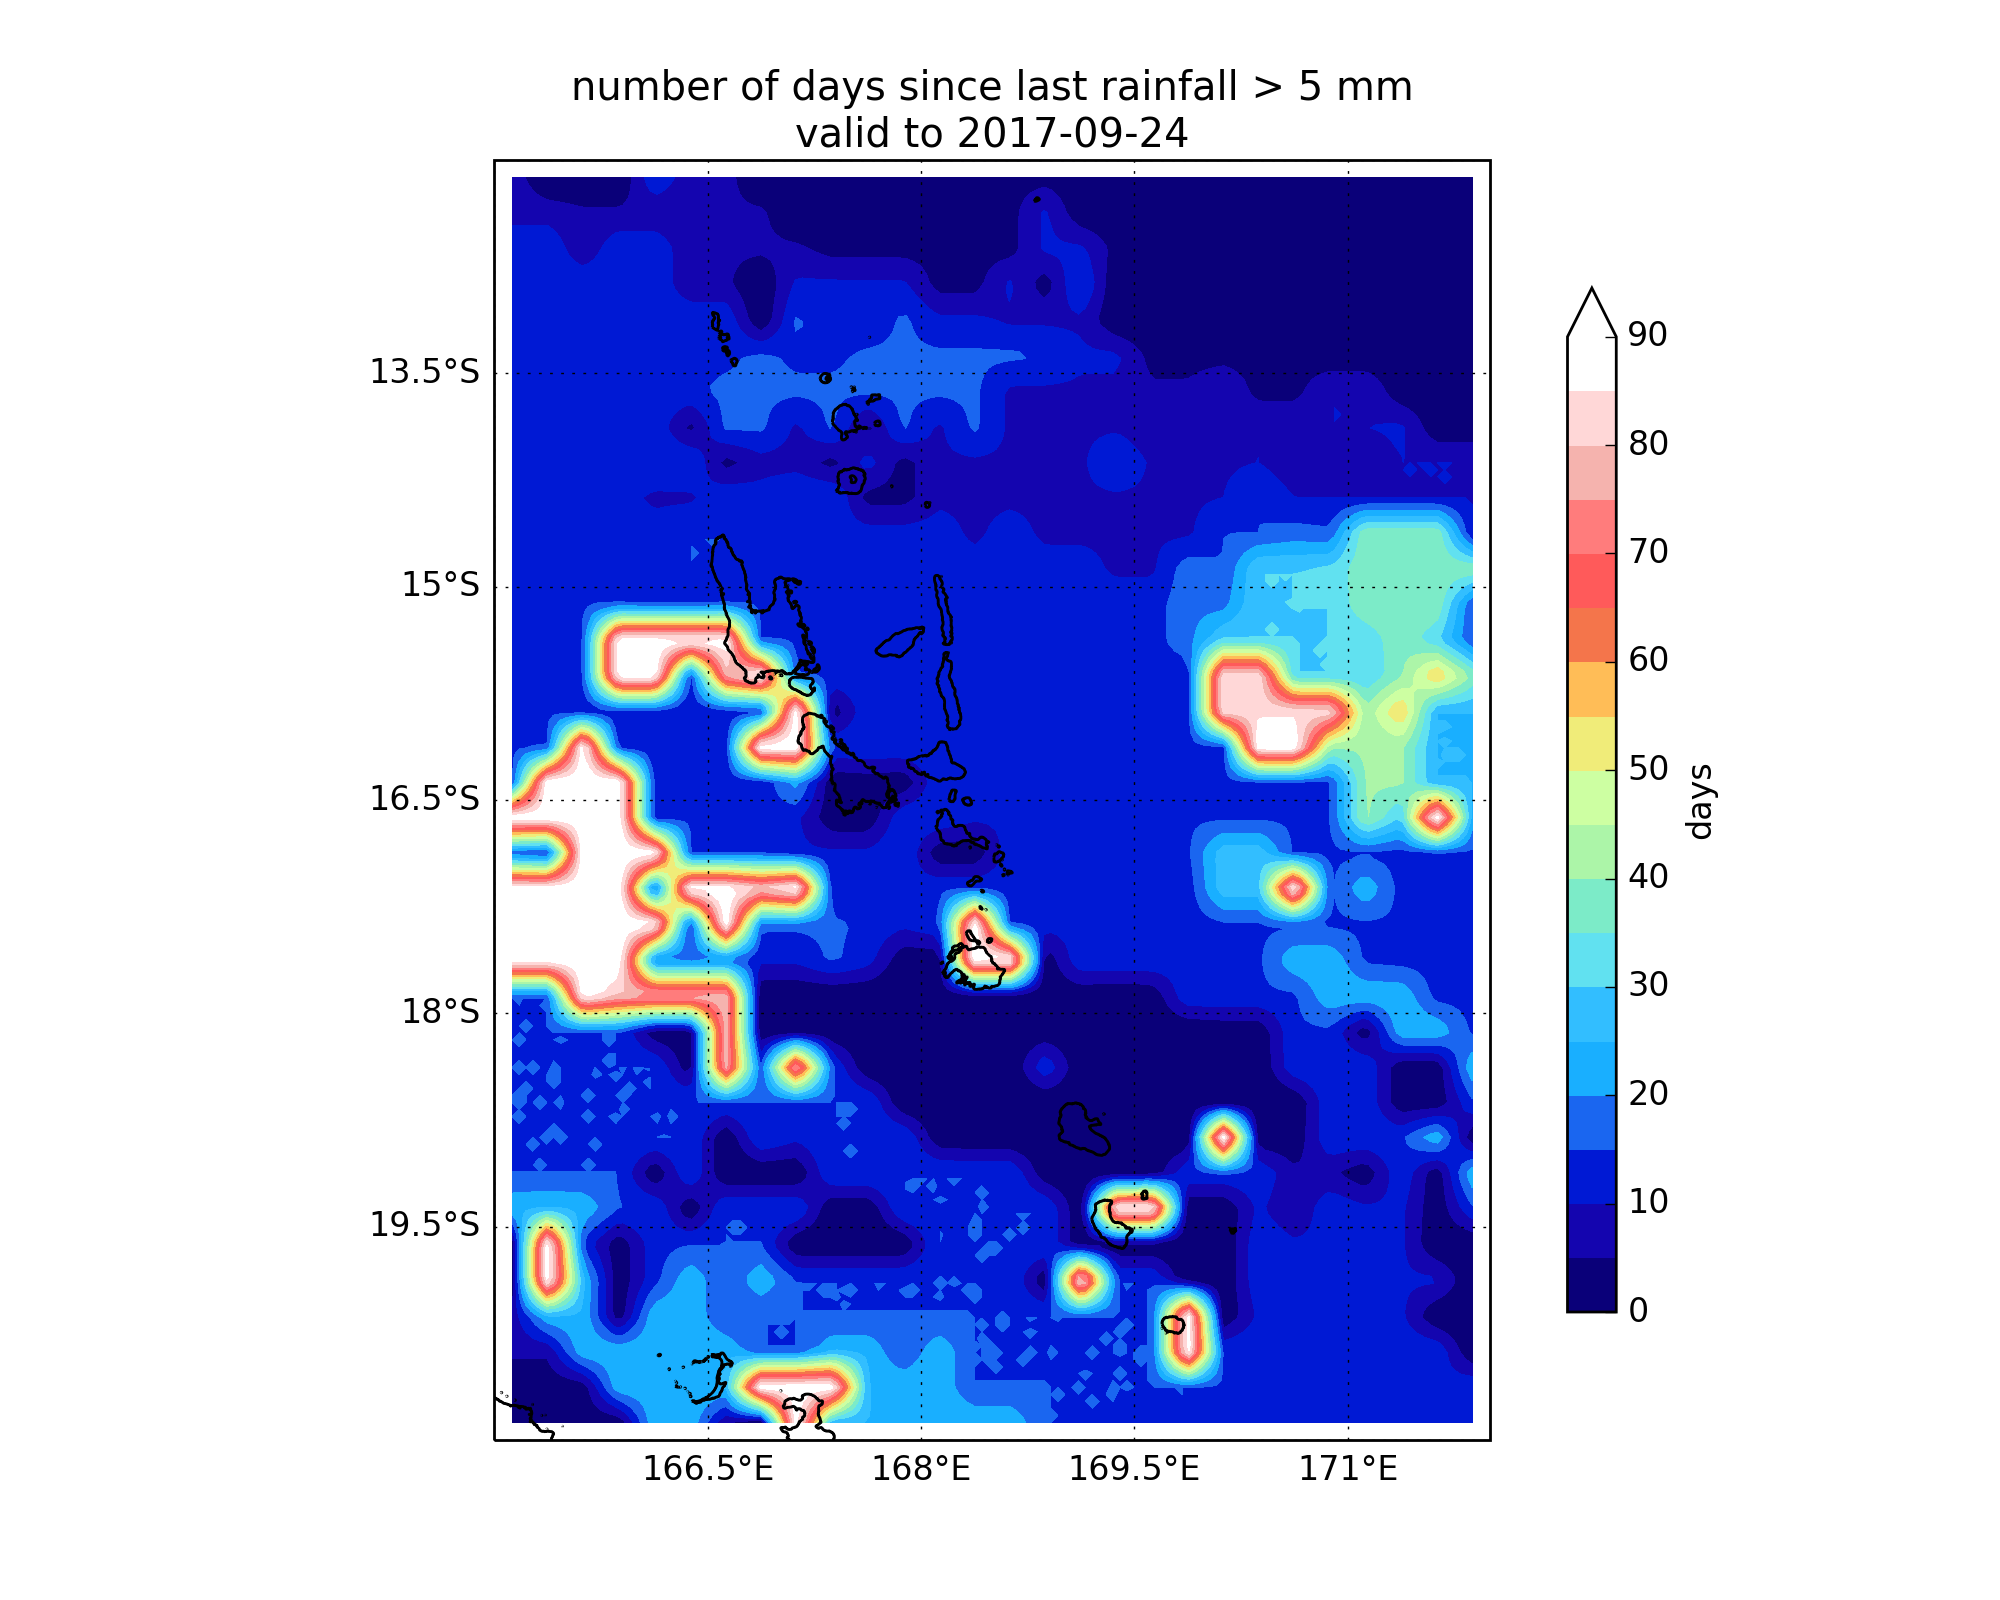 number of days since last rainfall > 5 mm
valid to 2017-09-24
13.5°S
15°S
16.5°S
18°S
19.5°S
166.5°E
168°E
169.5°E
171°E
90
80
70
60
50
40
30
20
10
0
days